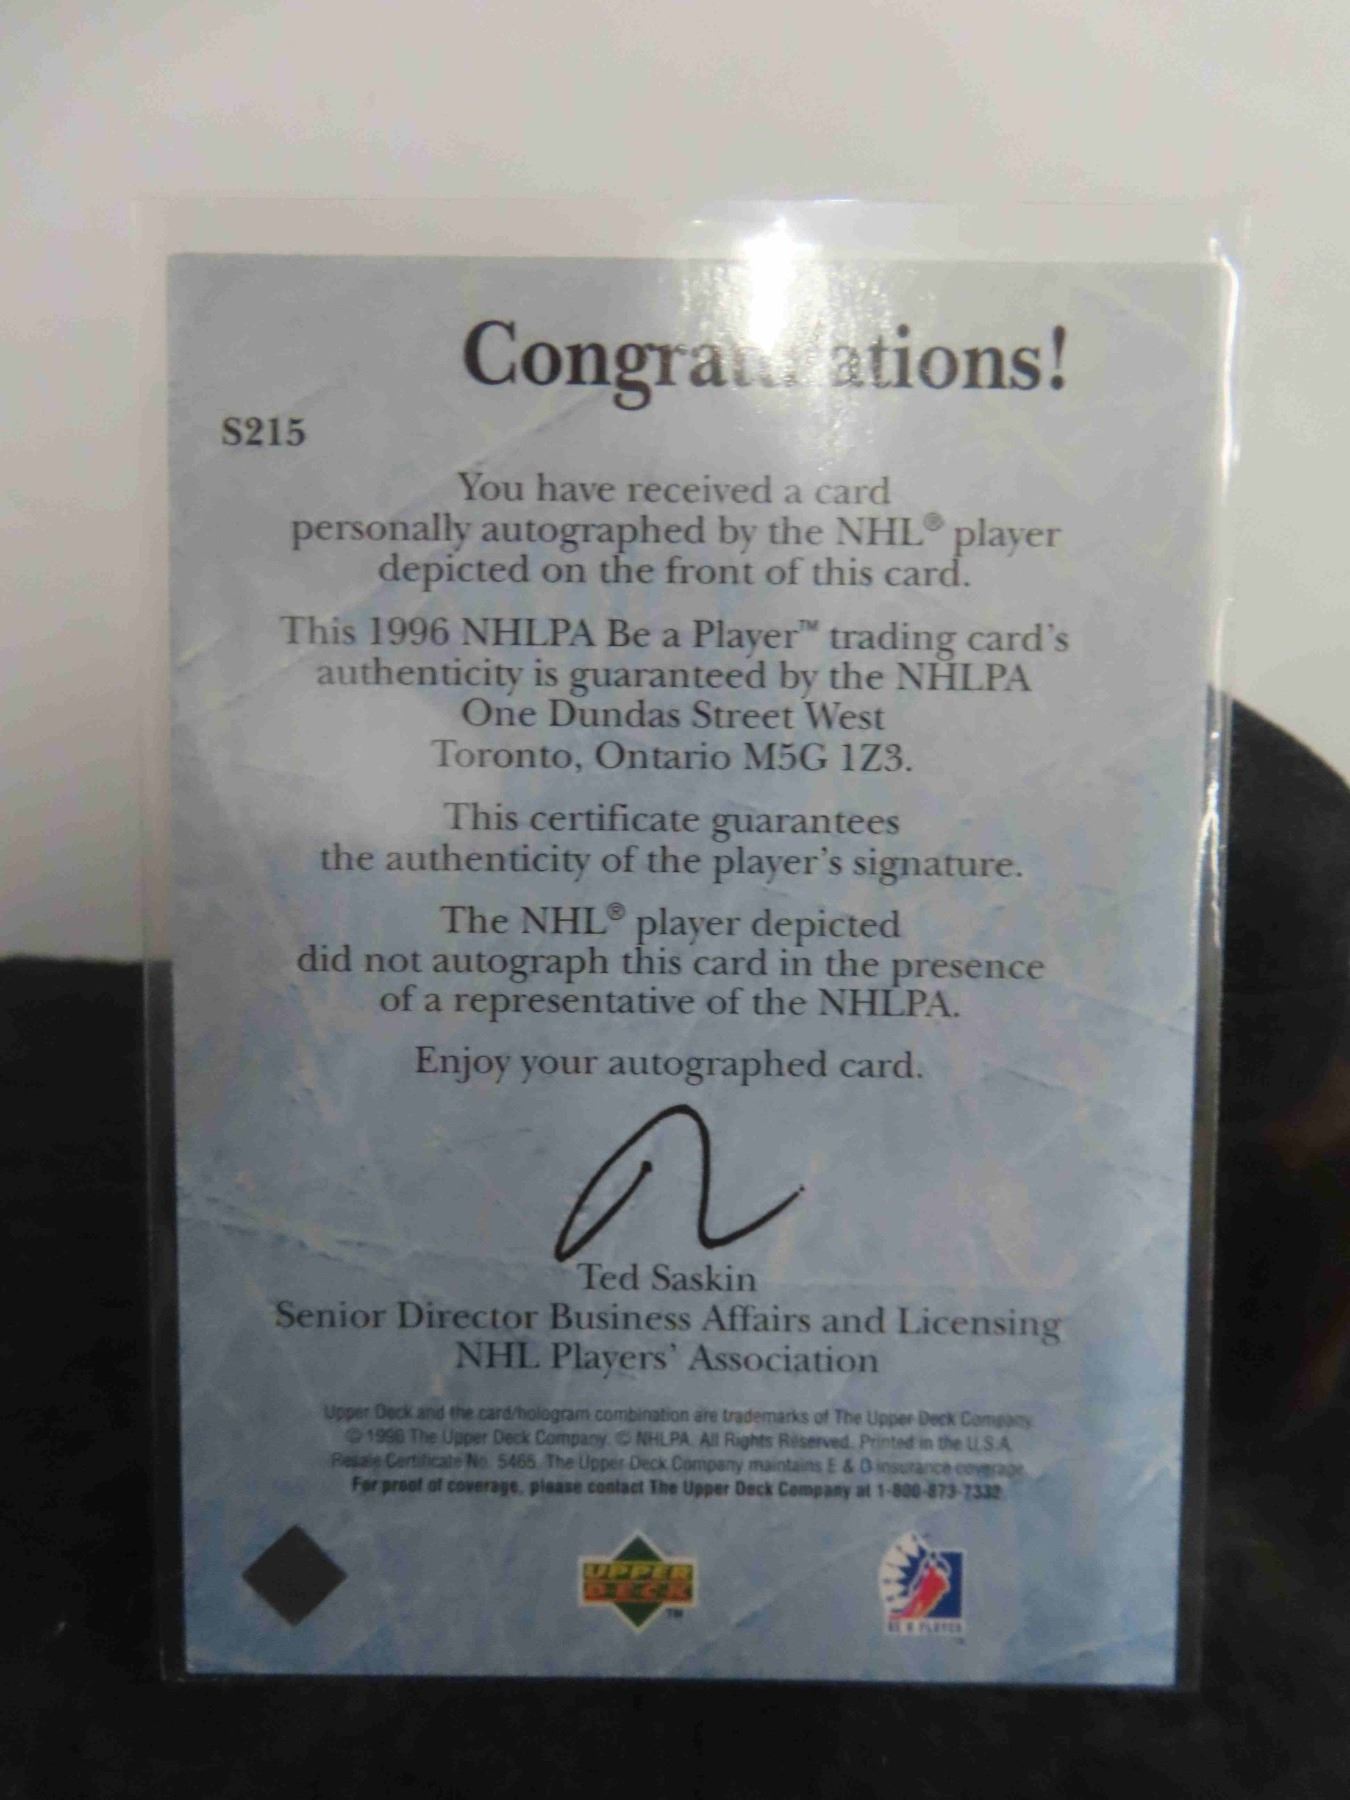 Congratulations!
S215
You have received a card
personally autographed by the NHL® player
depicted on the front of this card.
This 1996 NHLPA Be a Player™ trading card's
authenticity is guaranteed by the NHLPA
One Dundas Street West
Toronto, Ontario M5G 1Z3.
This certificate guarantees
the authenticity of the player's signature.
The NHL® player depicted
did not autograph this card in the presence
of a representative of the NHLPA.
Enjoy your autographed card.
Ted Saskin
Senior Director Business Affairs and Licensing
NHL Players' Association
Upper Deck and the card/hologram combination are trademarks of The Upper Deck Company.
© 1996 The Upper Deck Company. © NHLPA. All Rights Reserved. Printed in the U.S.A.
Resale Certificate No. 5465. The Upper Deck Company maintains E & O insurance coverage.
For proof of coverage, please contact The Upper Deck Company at 1-800-873-7332
UPPER
DECK™
BE A PLAYER